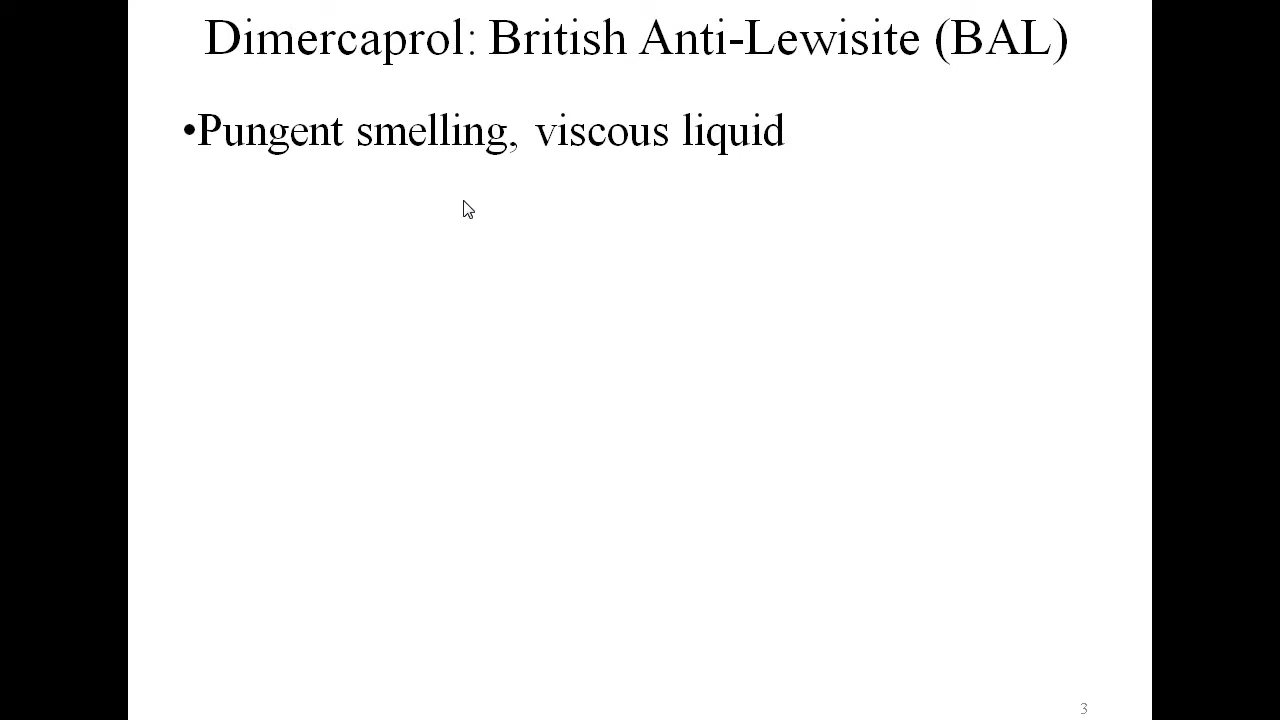 Dimercaprol: British Anti-Lewisite (BAL)
•Pungent smelling, viscous liquid
3